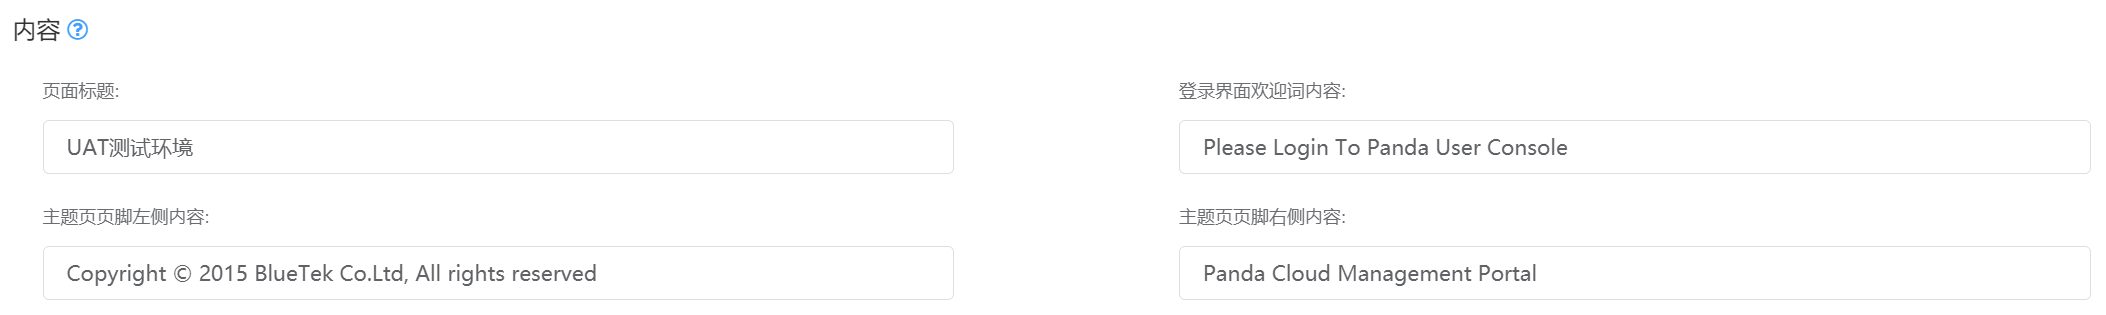 内容
页面标题:
登录界面欢迎词内容:
UAT测试环境
Please Login To Panda User Console
主题页页脚左侧内容:
主题页页脚右侧内容:
Copyright © 2015 BlueTek Co.Ltd, All rights reserved
Panda Cloud Management Portal